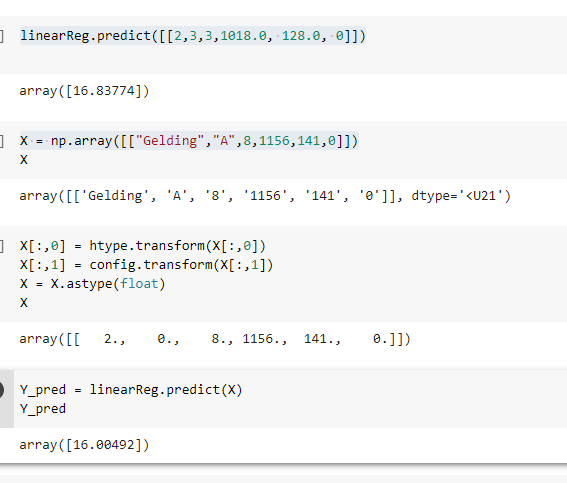 linearReg.predict([[2,3,3,1018.0, 128.0, 0]])
array([16.83774])
X = np.array([["Gelding","A",8,1156,141,0]])
X
array([['Gelding', 'A', '8', '1156', '141', '0']], dtype='<U21')
X[:,0] = htype.transform(X[:,0])
X[:,1] = config.transform(X[:,1])
X = X.astype(float)
X
array([[   2.,    0.,    8., 1156.,  141.,    0.]])
Y_pred = linearReg.predict(X)
Y_pred
array([16.00492])